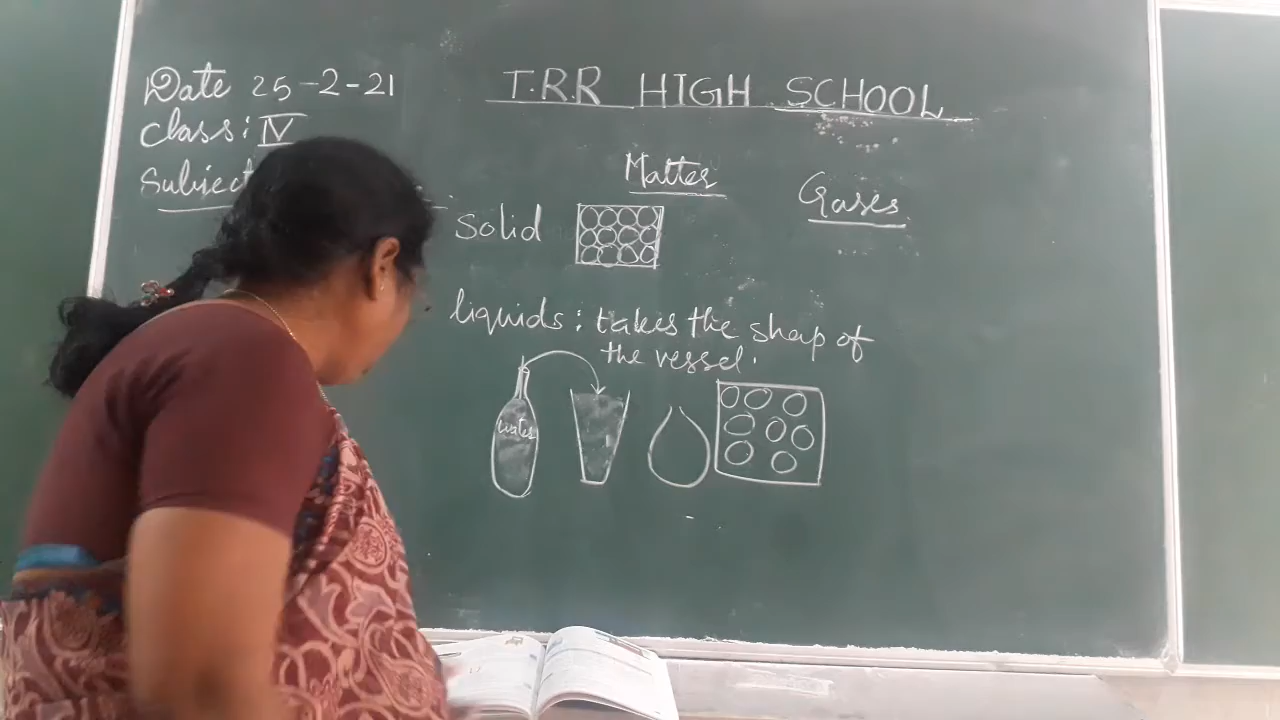 Date 25-2-21
T.R.R HIGH SCHOOL
Class: IV
Subject
Matter
Gases
Solid
liquids: takes the shap of
the vessel.
water